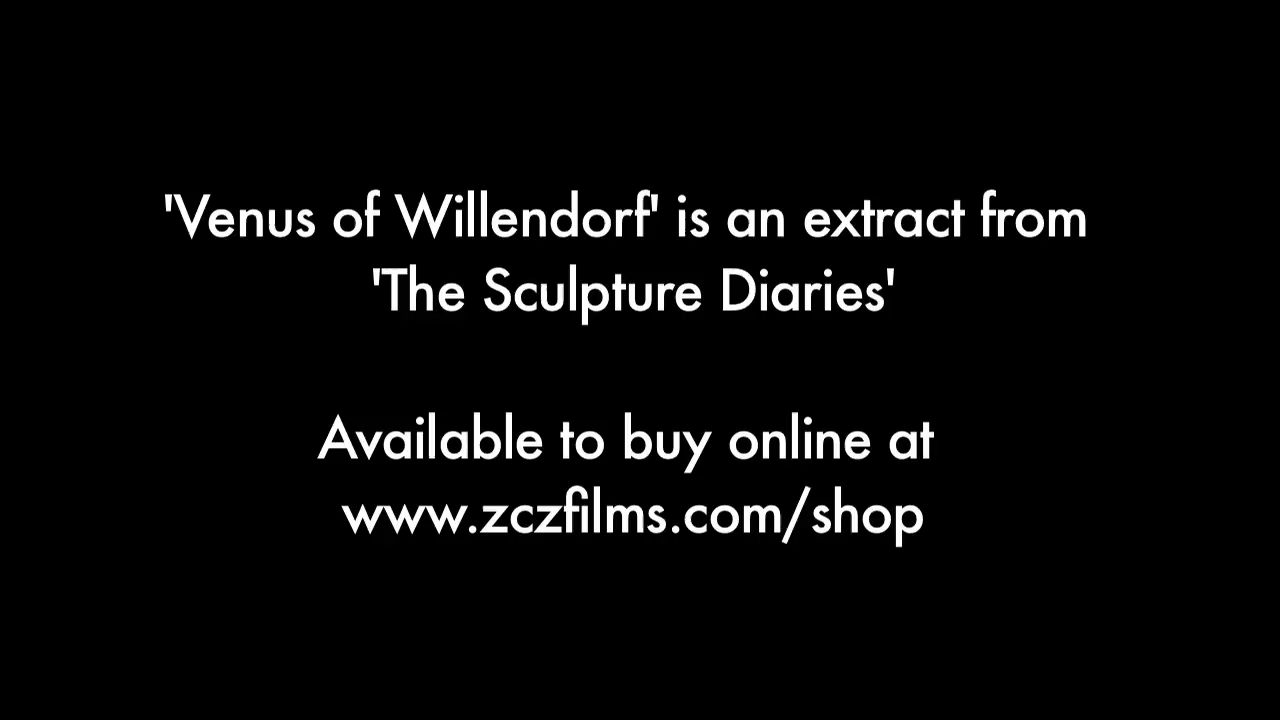 'Venus of Willendorf' is an extract from
'The Sculpture Diaries'
Available to buy online at
www.zczfilms.com/shop